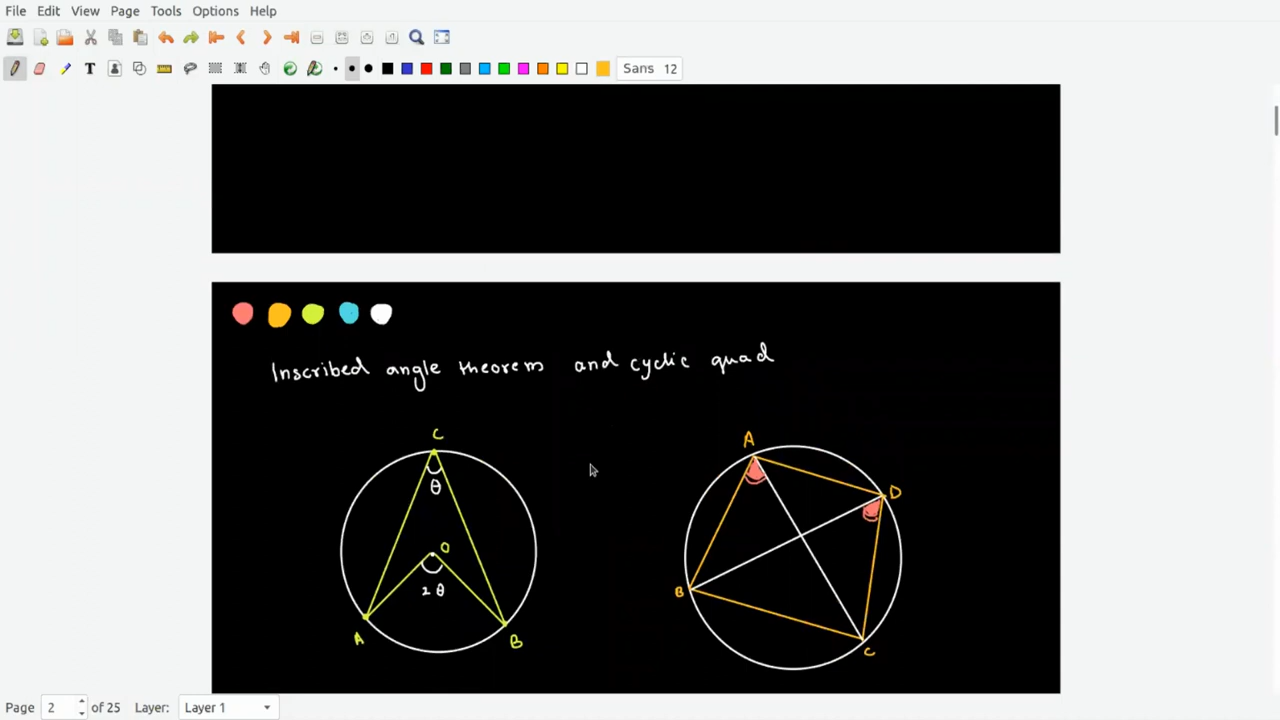 File Edit View Page Tools Options Help
T Sans 12
Inscribed angle theorem and cyclic quad
C
θ
O
2θ
A
B
A
D
B
C
Page 2 of 25 Layer: Layer 1